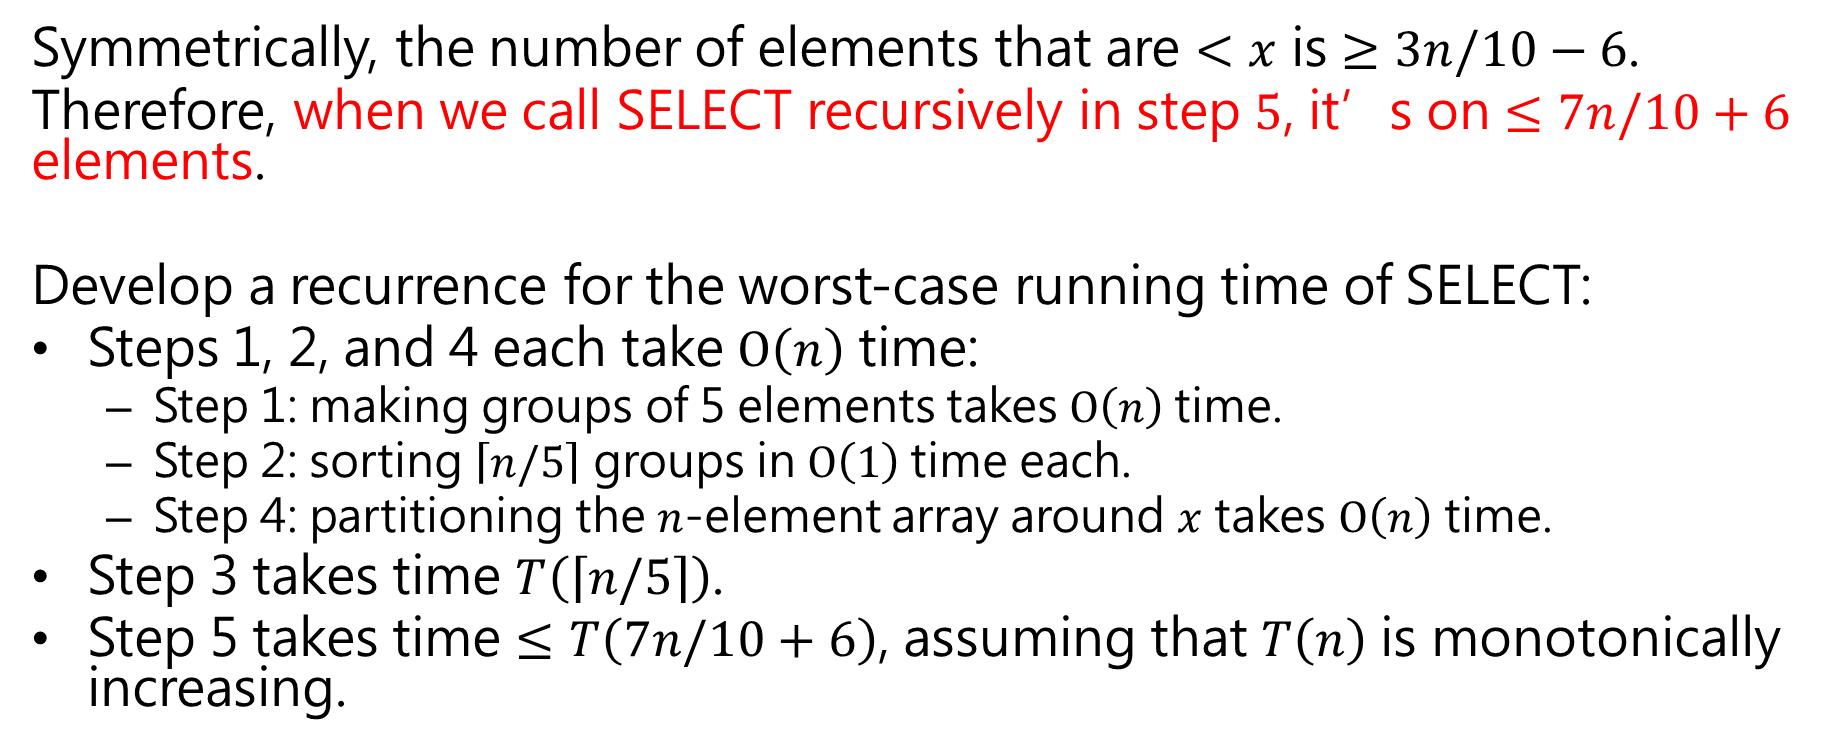 Symmetrically, the number of elements that are < x is ≥ 3n/10 − 6.
Therefore, when we call SELECT recursively in step 5, it’ s on ≤ 7n/10 + 6
elements.
Develop a recurrence for the worst-case running time of SELECT:
• Steps 1, 2, and 4 each take O(n) time:
– Step 1: making groups of 5 elements takes O(n) time.
– Step 2: sorting ⌈n/5⌉ groups in O(1) time each.
– Step 4: partitioning the n-element array around x takes O(n) time.
• Step 3 takes time T(⌈n/5⌉).
• Step 5 takes time ≤ T(7n/10 + 6), assuming that T(n) is monotonically
increasing.